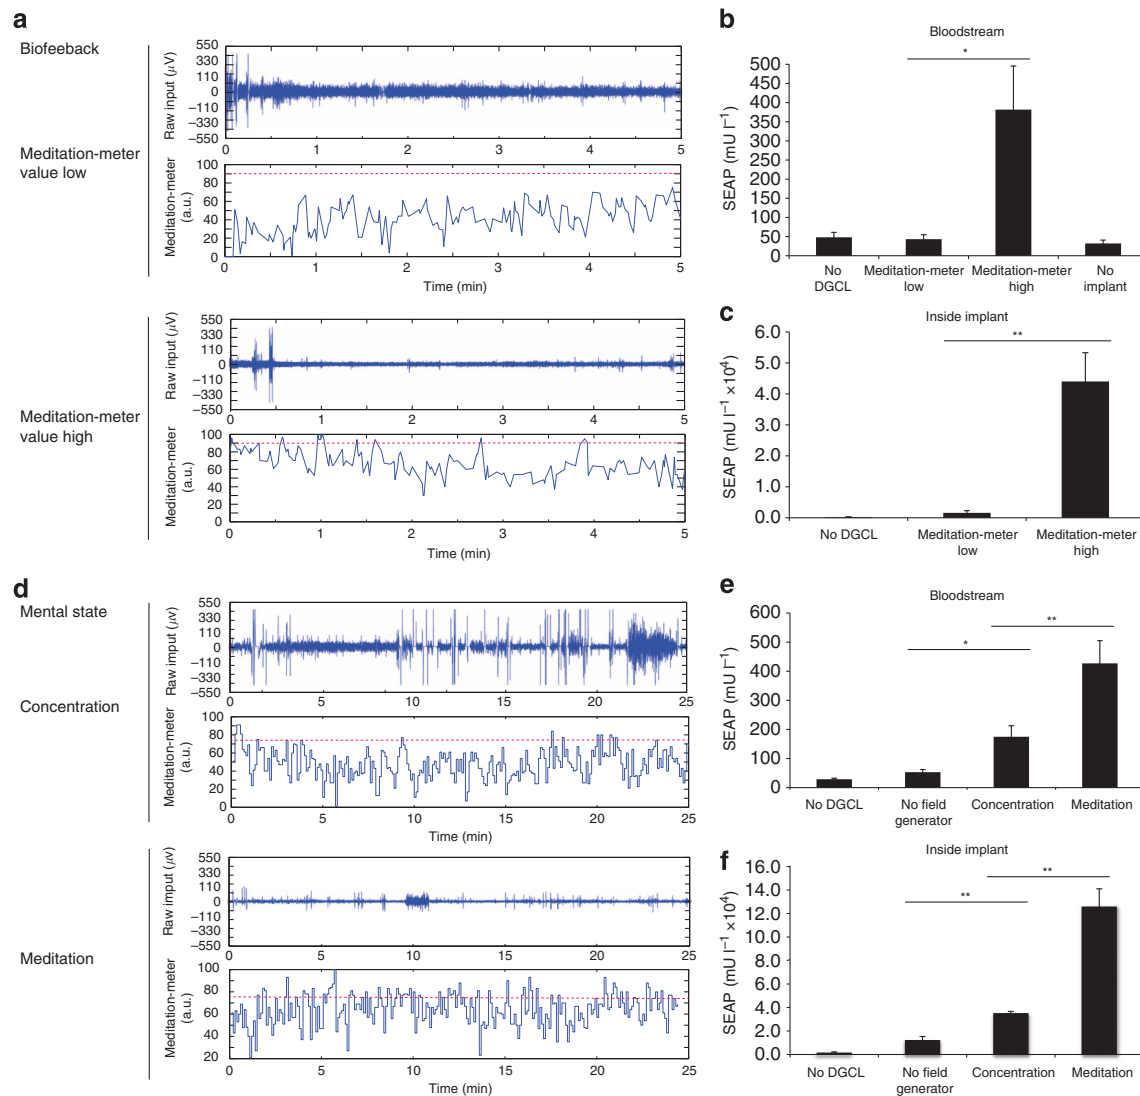 a
Biofeeback
Meditation-meter
value low
Raw input (μV)
550
330
110
0
−110
−330
−550
0 1 2 3 4 5
Meditation-meter
(a.u.)
100
80
60
40
20
0
0 1 2 3 4 5
Time (min)
Meditation-meter
value high
Raw input (μV)
550
330
110
0
−110
−330
−550
0 1 2 3 4 5
Meditation-meter
(a.u.)
100
80
60
40
20
0
0 1 2 3 4 5
Time (min)
b
Bloodstream
*
SEAP (mU l−1)
500
450
400
350
300
250
200
150
100
50
0
No
DGCL
Meditation-meter
low
Meditation-meter
high
No
implant
c
Inside implant
**
SEAP (mU l−1 ×104)
6.0
5.0
4.0
3.0
2.0
1.0
0.0
No DGCL
Meditation-meter
low
Meditation-meter
high
d
Mental state
Concentration
Raw imput (μv)
550
330
110
0
−110
−330
−550
0 5 10 15 20 25
Meditation-meter
(a.u.)
100
80
60
40
20
0
0 5 10 15 20 25
Time (min)
Meditation
Raw imput (μv)
550
330
110
0
−110
−330
−550
0 5 10 15 20 25
Meditation-meter
(a.u.)
100
80
60
40
20
0 5 10 15 20 25
Time (min)
e
Bloodstream
**
*
SEAP (mU l−1)
600
500
400
300
200
100
0
No DGCL
No field
generator
Concentration
Meditation
f
Inside implant
**
**
SEAP (mU l−1 ×104)
16.0
14.0
12.0
10.0
8.0
6.0
4.0
2.0
0.0
No DGCL
No field
generator
Concentration
Meditation